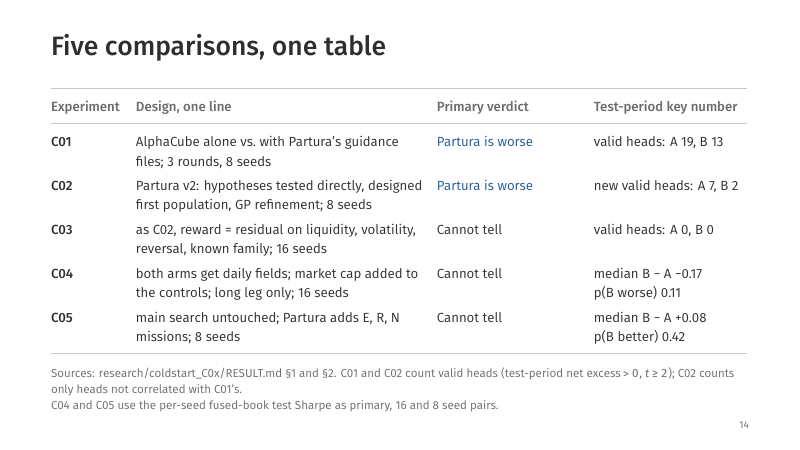 Five comparisons, one table
Experiment Design, one line Primary verdict Test-period key number
C01 AlphaCube alone vs. with Partura's guidance Partura is worse valid heads: A 19, B 13
files; 3 rounds, 8 seeds
C02 Partura v2: hypotheses tested directly, designed Partura is worse new valid heads: A 7, B 2
first population, GP refinement; 8 seeds
C03 as C02, reward = residual on liquidity, volatility, Cannot tell valid heads: A 0, B 0
reversal, known family; 16 seeds
C04 both arms get daily fields; market cap added to Cannot tell median B − A −0.17
the controls; long leg only; 16 seeds p(B worse) 0.11
C05 main search untouched; Partura adds E, R, N Cannot tell median B − A +0.08
missions; 8 seeds p(B better) 0.42
Sources: research/coldstart_C0x/RESULT.md §1 and §2. C01 and C02 count valid heads (test-period net excess > 0, t ≥ 2); C02 counts
only heads not correlated with C01's.
C04 and C05 use the per-seed fused-book test Sharpe as primary, 16 and 8 seed pairs.
14